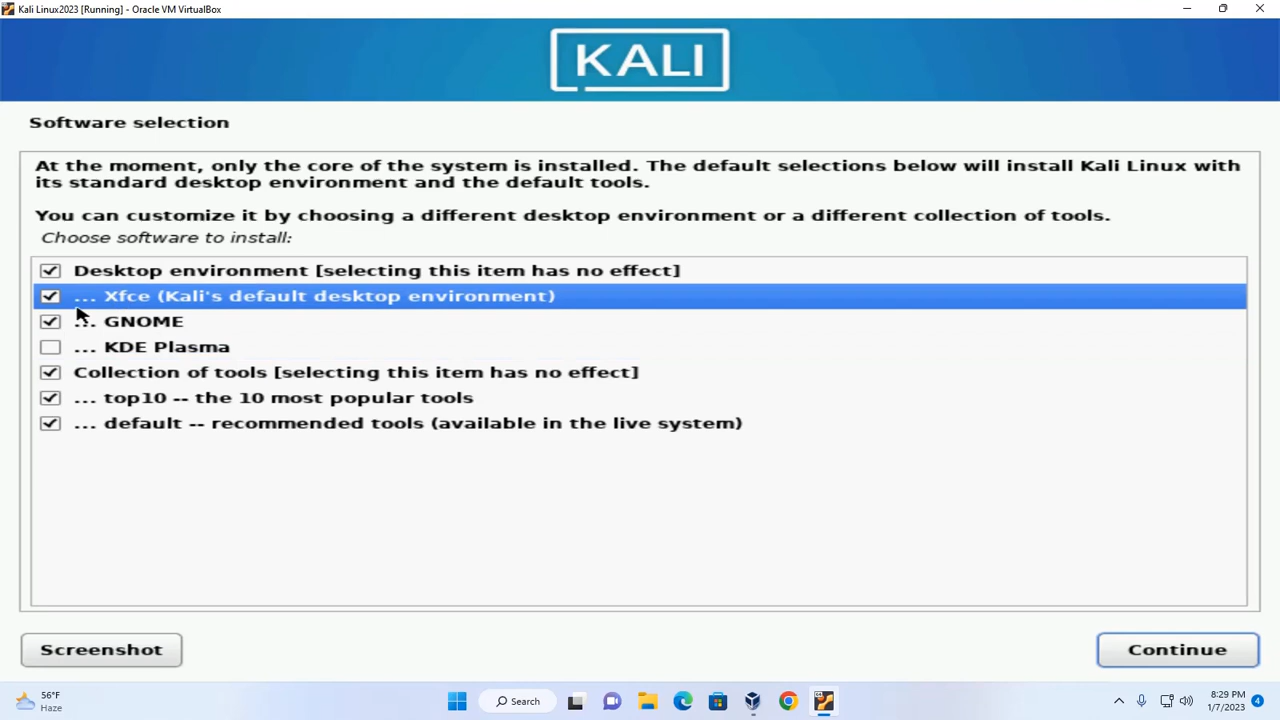 Kali Linux2023 [Running] - Oracle VM VirtualBox
KALI
Software selection
At the moment, only the core of the system is installed. The default selections below will install Kali Linux with
its standard desktop environment and the default tools.
You can customize it by choosing a different desktop environment or a different collection of tools.
Choose software to install:
Desktop environment [selecting this item has no effect]
... Xfce (Kali's default desktop environment)
... GNOME
... KDE Plasma
Collection of tools [selecting this item has no effect]
... top10 -- the 10 most popular tools
... default -- recommended tools (available in the live system)
Screenshot
Continue
56°F
Haze
Search
8:29 PM
1/7/2023
4